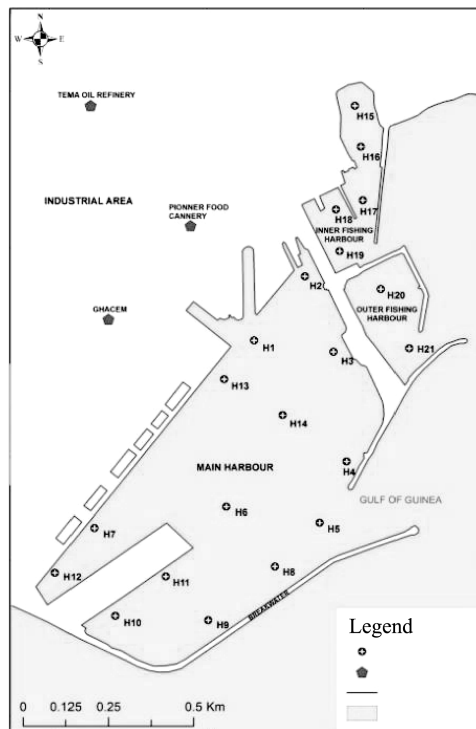 N
W E
S
TEMA OIL REFINERY
H15
H16
INDUSTRIAL AREA
PIONNER FOOD
CANNERY
H17
H18
INNER FISHING
HARBOUR
H19
H2
H20
OUTER FISHING
HARBOUR
GHACEM
H1
H3
H21
H13
H14
MAIN HARBOUR
H4
GULF OF GUINEA
H6
H5
H7
H8
H12
H11
BREAKWATER
H10
H9
Legend
0 0.125 0.25 0.5 Km